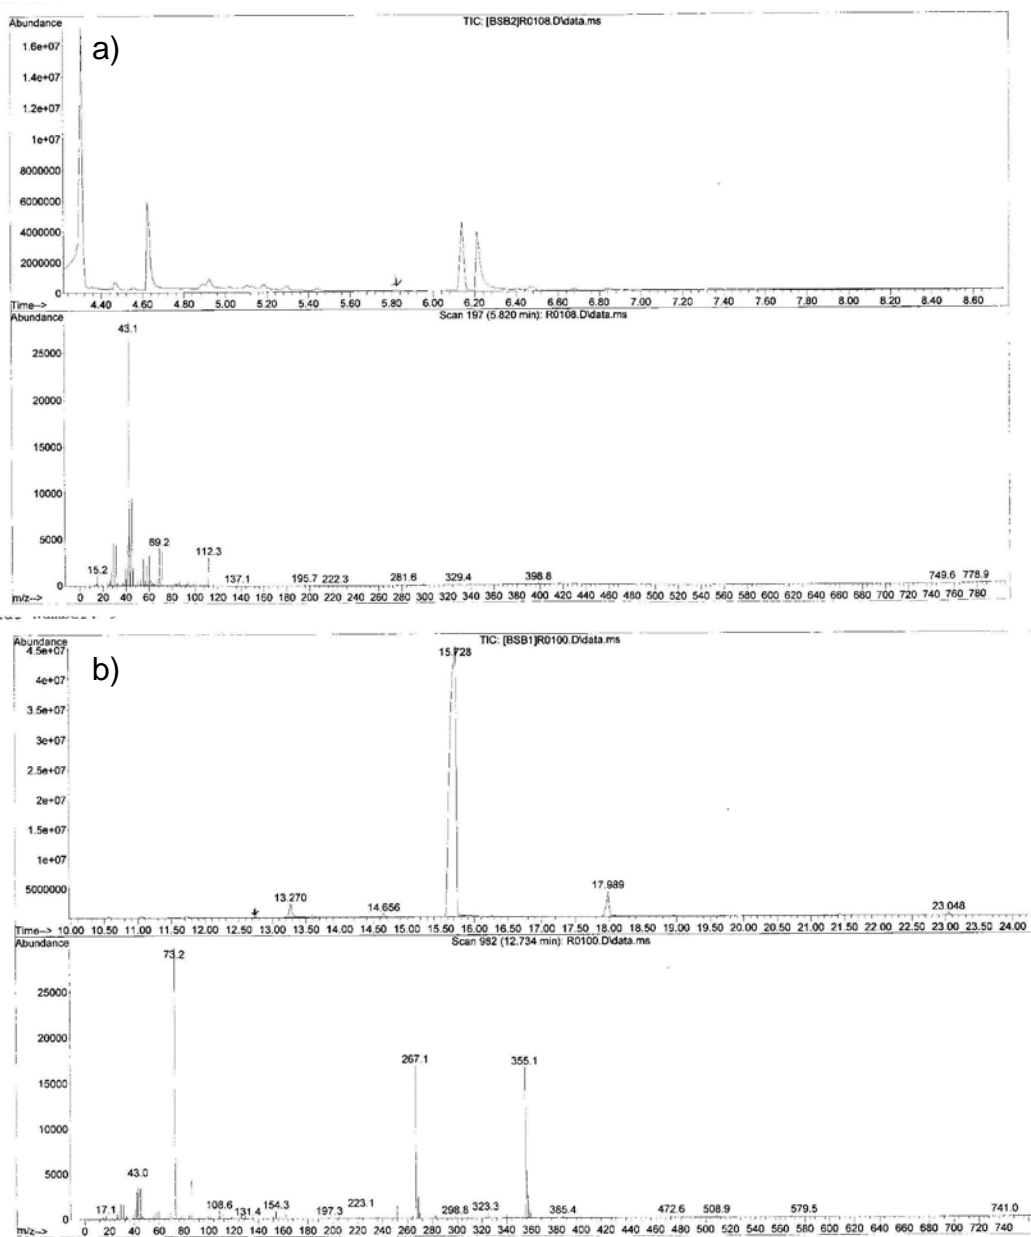 Abundance TIC: [BSB2]R0108.D\data.ms
a)
1.6e+07
1.4e+07
1.2e+07
1e+07
8000000
6000000
4000000
2000000
0
Time--> 4.40 4.60 4.80 5.00 5.20 5.40 5.60 5.80 6.00 6.20 6.40 6.60 6.80 7.00 7.20 7.40 7.60 7.80 8.00 8.20 8.40 8.60
Abundance Scan 197 (5.820 min): R0108.D\data.ms
43.1
25000
20000
15000
10000
5000
69.2
112.3
15.2
137.1 195.7 222.3 281.6 329.4 398.8 749.6 778.9
0
m/z--> 0 20 40 60 80 100 120 140 160 180 200 220 240 260 280 300 320 340 360 380 400 420 440 460 480 500 520 540 560 580 600 620 640 660 680 700 720 740 760 780
Abundance TIC: [BSB1]R0100.D\data.ms
4.5e+07
15.728
b)
4e+07
3.5e+07
3e+07
2.5e+07
2e+07
1.5e+07
1e+07
5000000
13.270 14.656 17.989 23.048
Time--> 10.00 10.50 11.00 11.50 12.00 12.50 13.00 13.50 14.00 14.50 15.00 15.50 16.00 16.50 17.00 17.50 18.00 18.50 19.00 19.50 20.00 20.50 21.00 21.50 22.00 22.50 23.00 23.50 24.00
Abundance Scan 982 (12.734 min): R0100.D\data.ms
73.2
25000
20000
267.1 355.1
15000
10000
5000
43.0
17.1 108.6 131.4 154.3 197.3 223.1 298.8 323.3 385.4 472.6 508.9 579.5 741.0
0
m/z--> 0 20 40 60 80 100 120 140 160 180 200 220 240 260 280 300 320 340 360 380 400 420 440 460 480 500 520 540 560 580 600 620 640 660 680 700 720 740